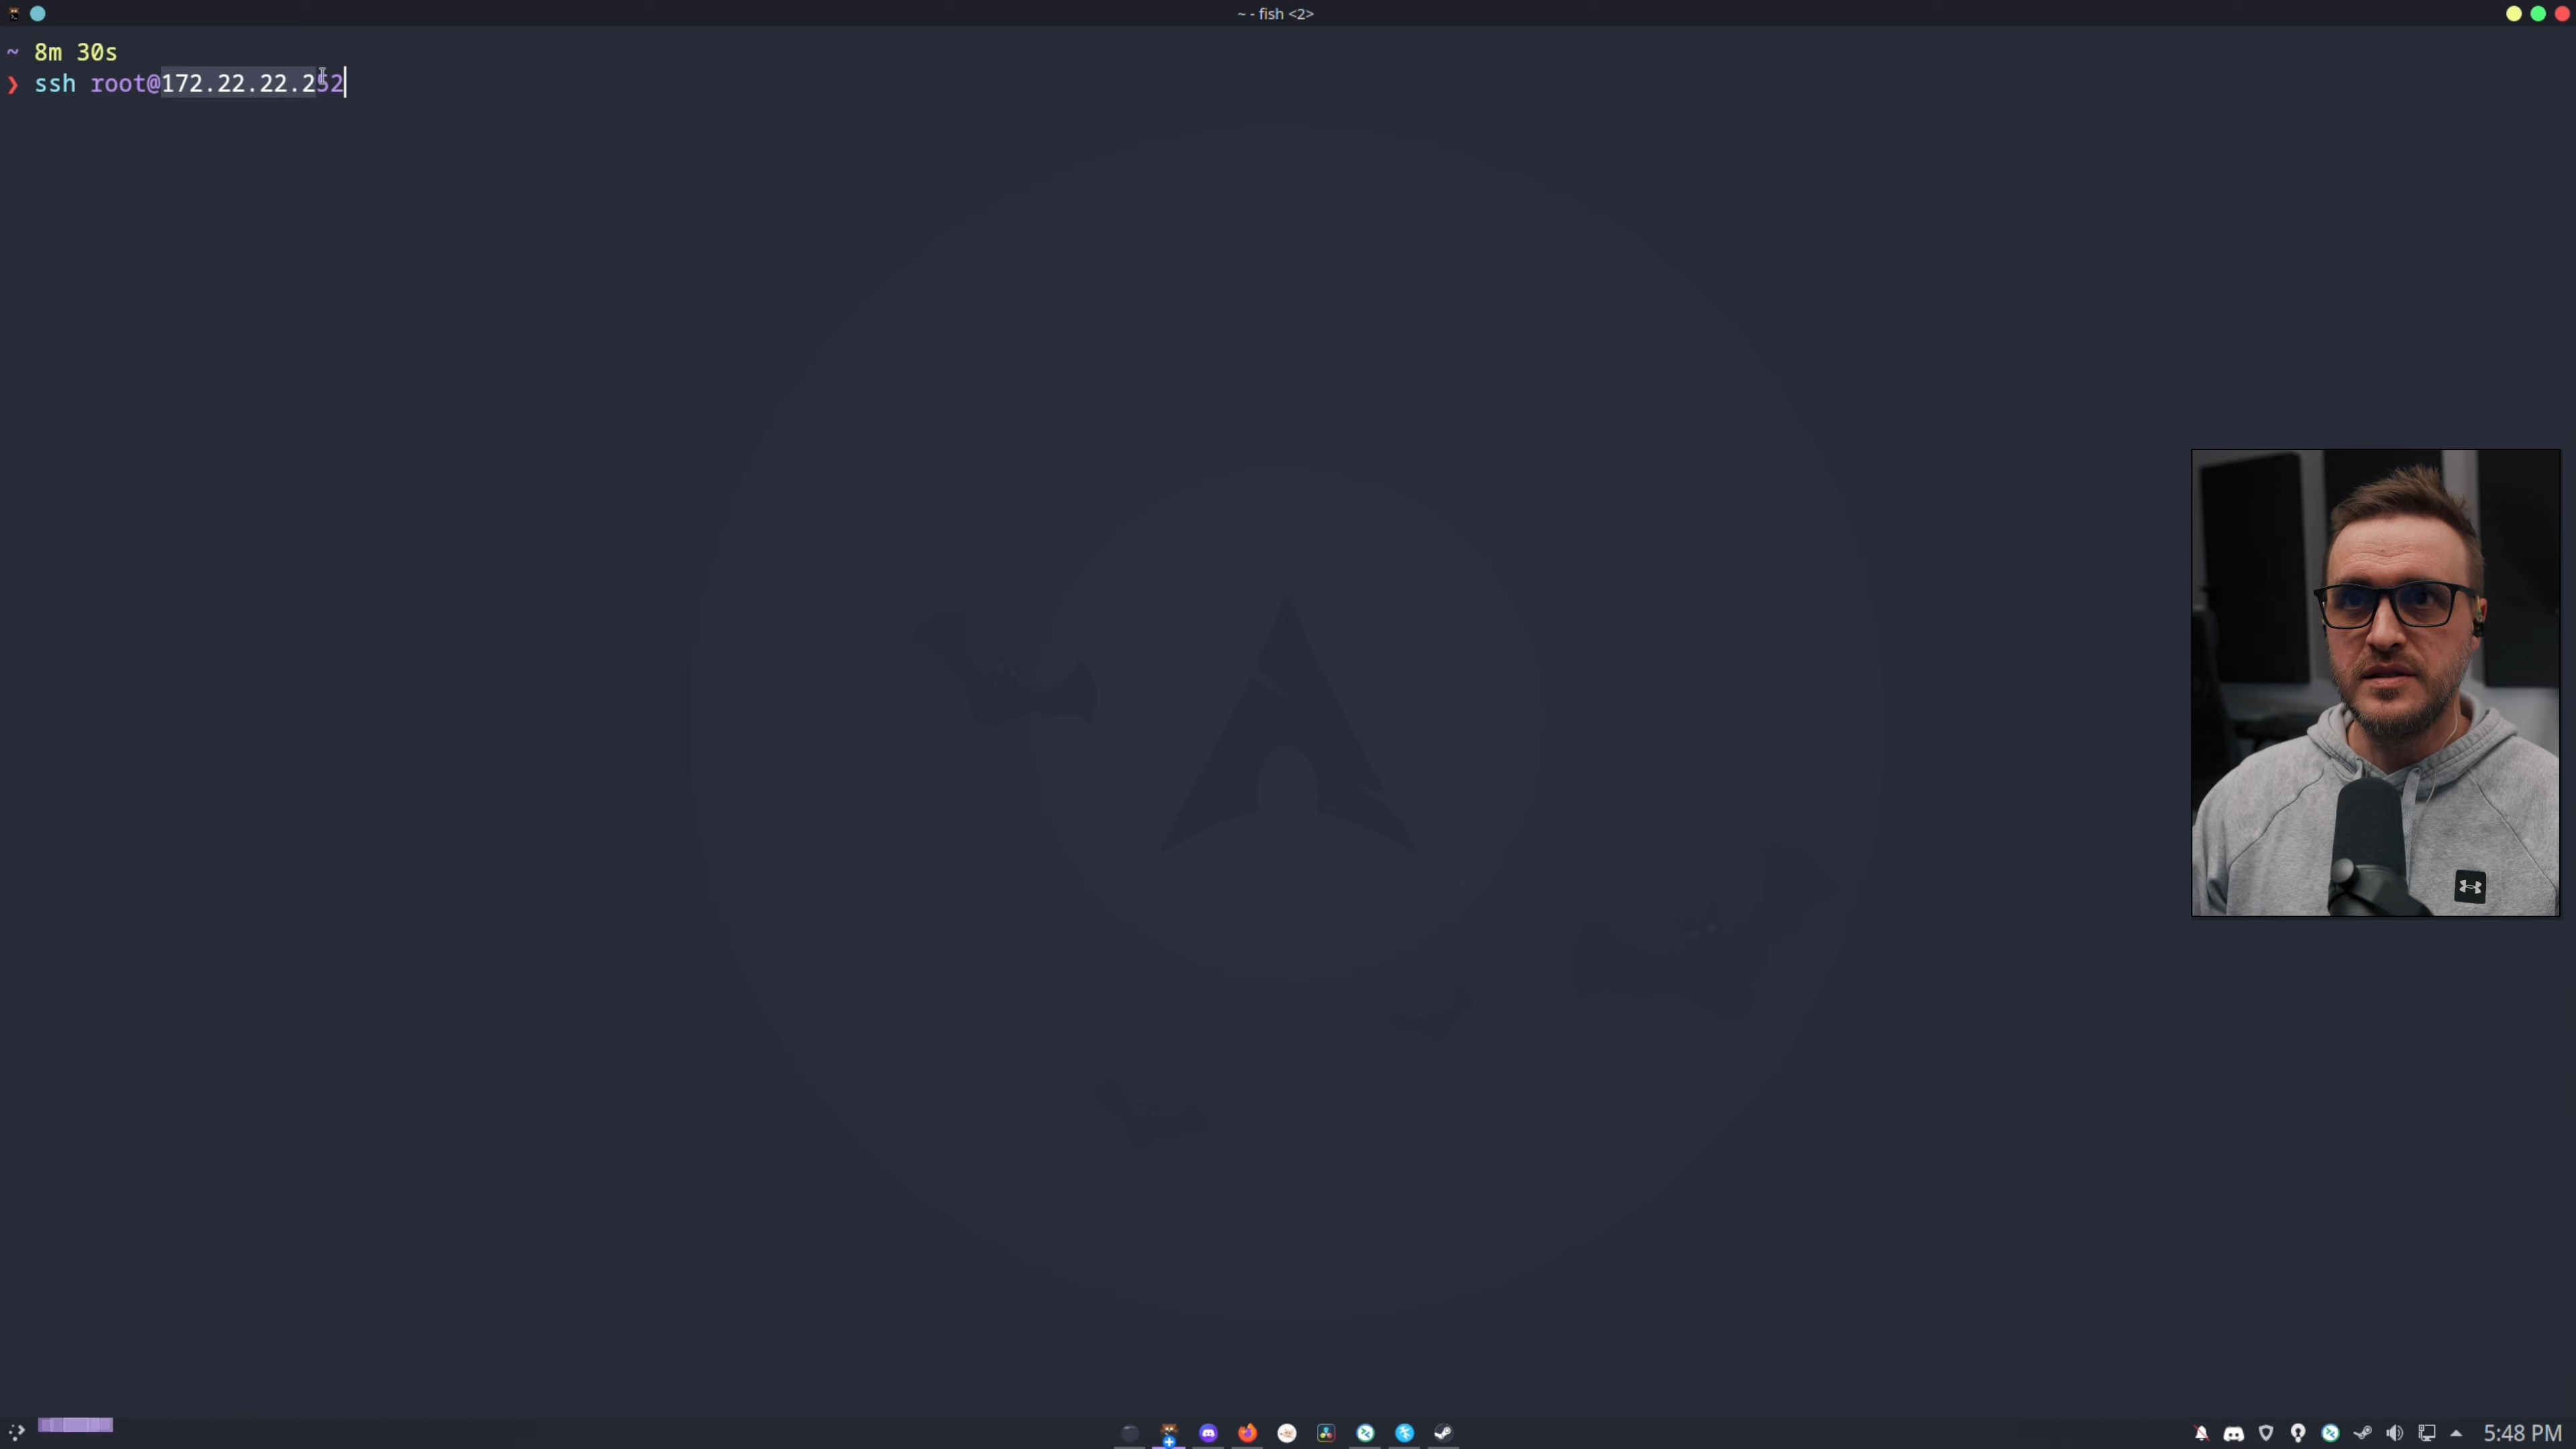 ~ - fish <2>
~ 8m 30s
❯ ssh root@172.22.22.252
5:48 PM